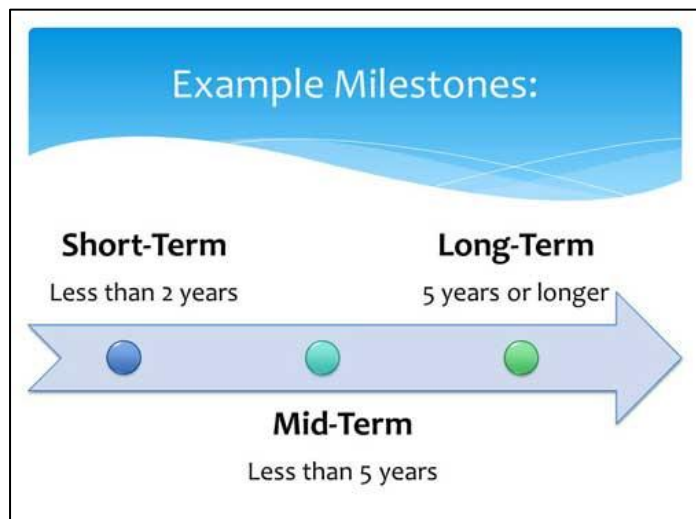 Example Milestones:
Short-Term
Less than 2 years
Long-Term
5 years or longer
Mid-Term
Less than 5 years